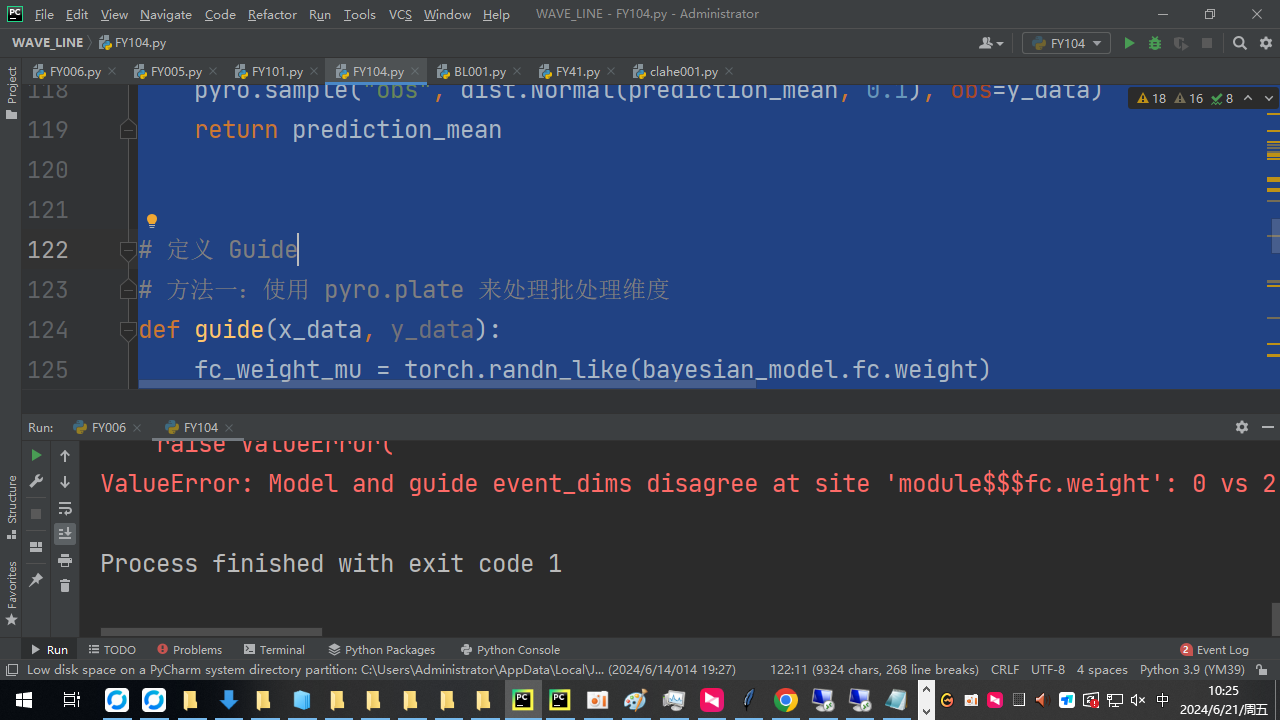 File Edit View Navigate Code Refactor Run Tools VCS Window Help WAVE_LINE - FY104.py - Administrator
WAVE_LINE FY104.py FY104
FY006.py FY005.py FY101.py FY104.py BL001.py FY41.py clahe001.py
Project
118 pyro.sample("obs", dist.Normal(prediction_mean, 0.1), obs=y_data)
18 16 8
119 return prediction_mean
120
121
122 # 定义 Guide
123 # 方法一: 使用 pyro.plate 来处理批处理维度
124 def guide(x_data, y_data):
125 fc_weight_mu = torch.randn_like(bayesian_model.fc.weight)
Run: FY006 FY104
raise ValueError(
ValueError: Model and guide event_dims disagree at site 'module$$$fc.weight': 0 vs 2
Process finished with exit code 1
Structure
Favorites
Run TODO Problems Terminal Python Packages Python Console 2 Event Log
Low disk space on a PyCharm system directory partition: C:\Users\Administrator\AppData\Local\J... (2024/6/14/014 19:27) 122:11 (9324 chars, 268 line breaks) CRLF UTF-8 4 spaces Python 3.9 (YM39)
中 10:25
2024/6/21/周五